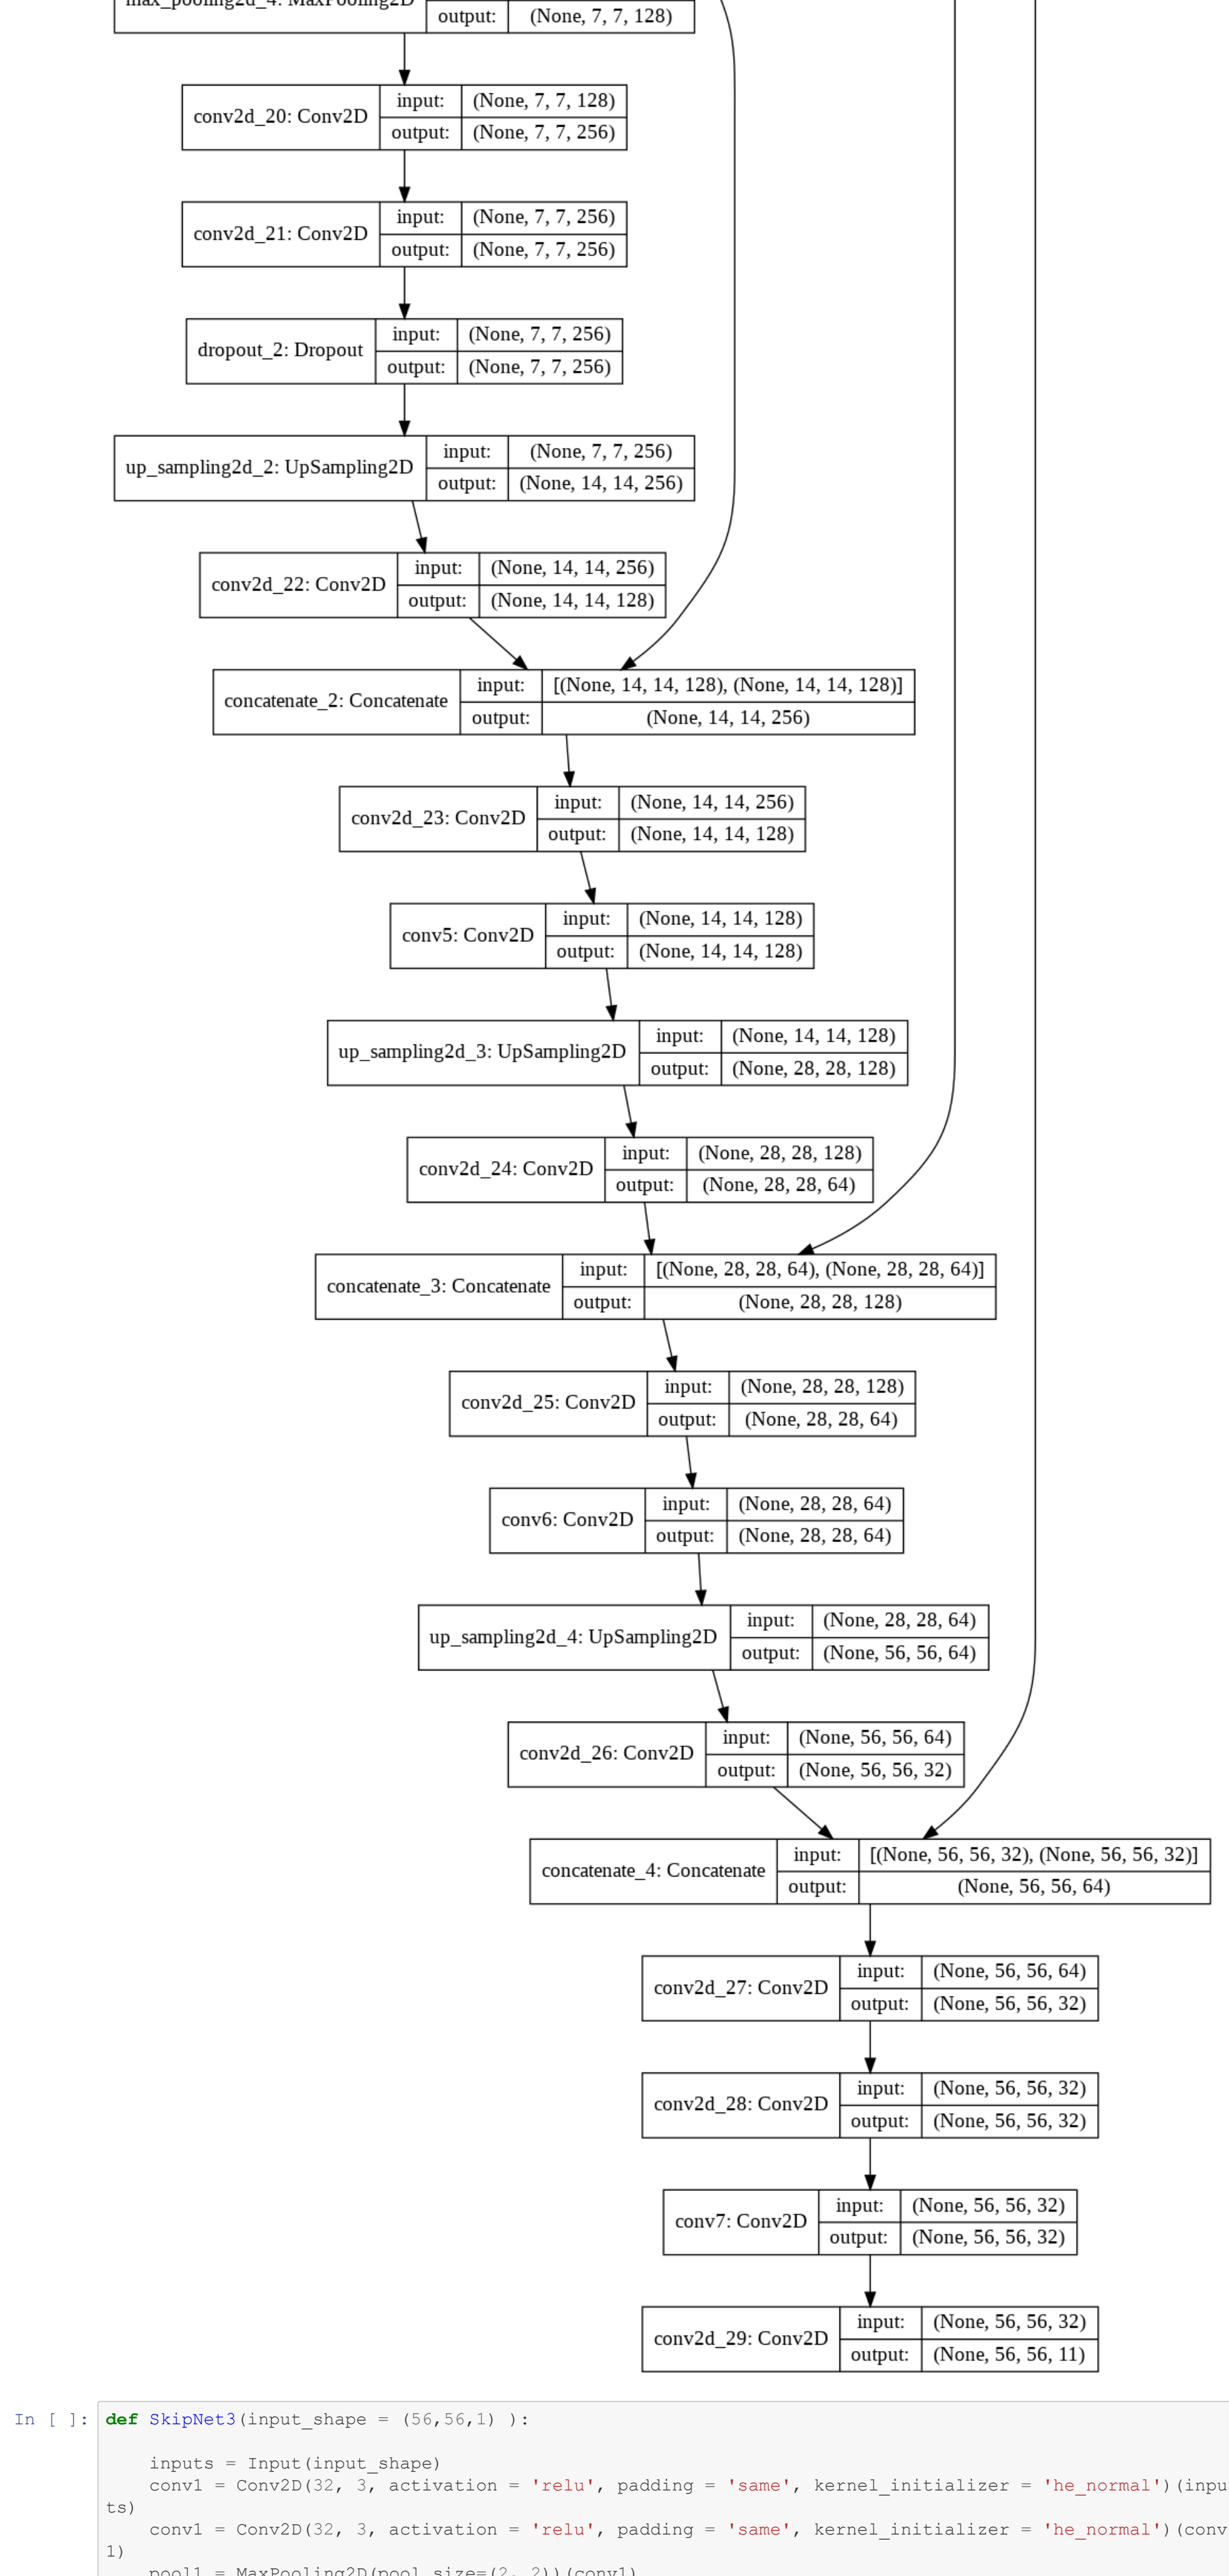 max_pooling2d_4: MaxPooling2D
output: (None, 7, 7, 128)
conv2d_20: Conv2D
input: (None, 7, 7, 128)
output: (None, 7, 7, 256)
conv2d_21: Conv2D
input: (None, 7, 7, 256)
output: (None, 7, 7, 256)
dropout_2: Dropout
input: (None, 7, 7, 256)
output: (None, 7, 7, 256)
up_sampling2d_2: UpSampling2D
input: (None, 7, 7, 256)
output: (None, 14, 14, 256)
conv2d_22: Conv2D
input: (None, 14, 14, 256)
output: (None, 14, 14, 128)
concatenate_2: Concatenate
input: [(None, 14, 14, 128), (None, 14, 14, 128)]
output: (None, 14, 14, 256)
conv2d_23: Conv2D
input: (None, 14, 14, 256)
output: (None, 14, 14, 128)
conv5: Conv2D
input: (None, 14, 14, 128)
output: (None, 14, 14, 128)
up_sampling2d_3: UpSampling2D
input: (None, 14, 14, 128)
output: (None, 28, 28, 128)
conv2d_24: Conv2D
input: (None, 28, 28, 128)
output: (None, 28, 28, 64)
concatenate_3: Concatenate
input: [(None, 28, 28, 64), (None, 28, 28, 64)]
output: (None, 28, 28, 128)
conv2d_25: Conv2D
input: (None, 28, 28, 128)
output: (None, 28, 28, 64)
conv6: Conv2D
input: (None, 28, 28, 64)
output: (None, 28, 28, 64)
up_sampling2d_4: UpSampling2D
input: (None, 28, 28, 64)
output: (None, 56, 56, 64)
conv2d_26: Conv2D
input: (None, 56, 56, 64)
output: (None, 56, 56, 32)
concatenate_4: Concatenate
input: [(None, 56, 56, 32), (None, 56, 56, 32)]
output: (None, 56, 56, 64)
conv2d_27: Conv2D
input: (None, 56, 56, 64)
output: (None, 56, 56, 32)
conv2d_28: Conv2D
input: (None, 56, 56, 32)
output: (None, 56, 56, 32)
conv7: Conv2D
input: (None, 56, 56, 32)
output: (None, 56, 56, 32)
conv2d_29: Conv2D
input: (None, 56, 56, 32)
output: (None, 56, 56, 11)
In [ ]: def SkipNet3(input_shape = (56,56,1) ):
inputs = Input(input_shape)
conv1 = Conv2D(32, 3, activation = 'relu', padding = 'same', kernel_initializer = 'he_normal')(inpu
ts)
conv1 = Conv2D(32, 3, activation = 'relu', padding = 'same', kernel_initializer = 'he_normal')(conv
1)
pool1 = MaxPooling2D(pool_size=(2, 2))(conv1)